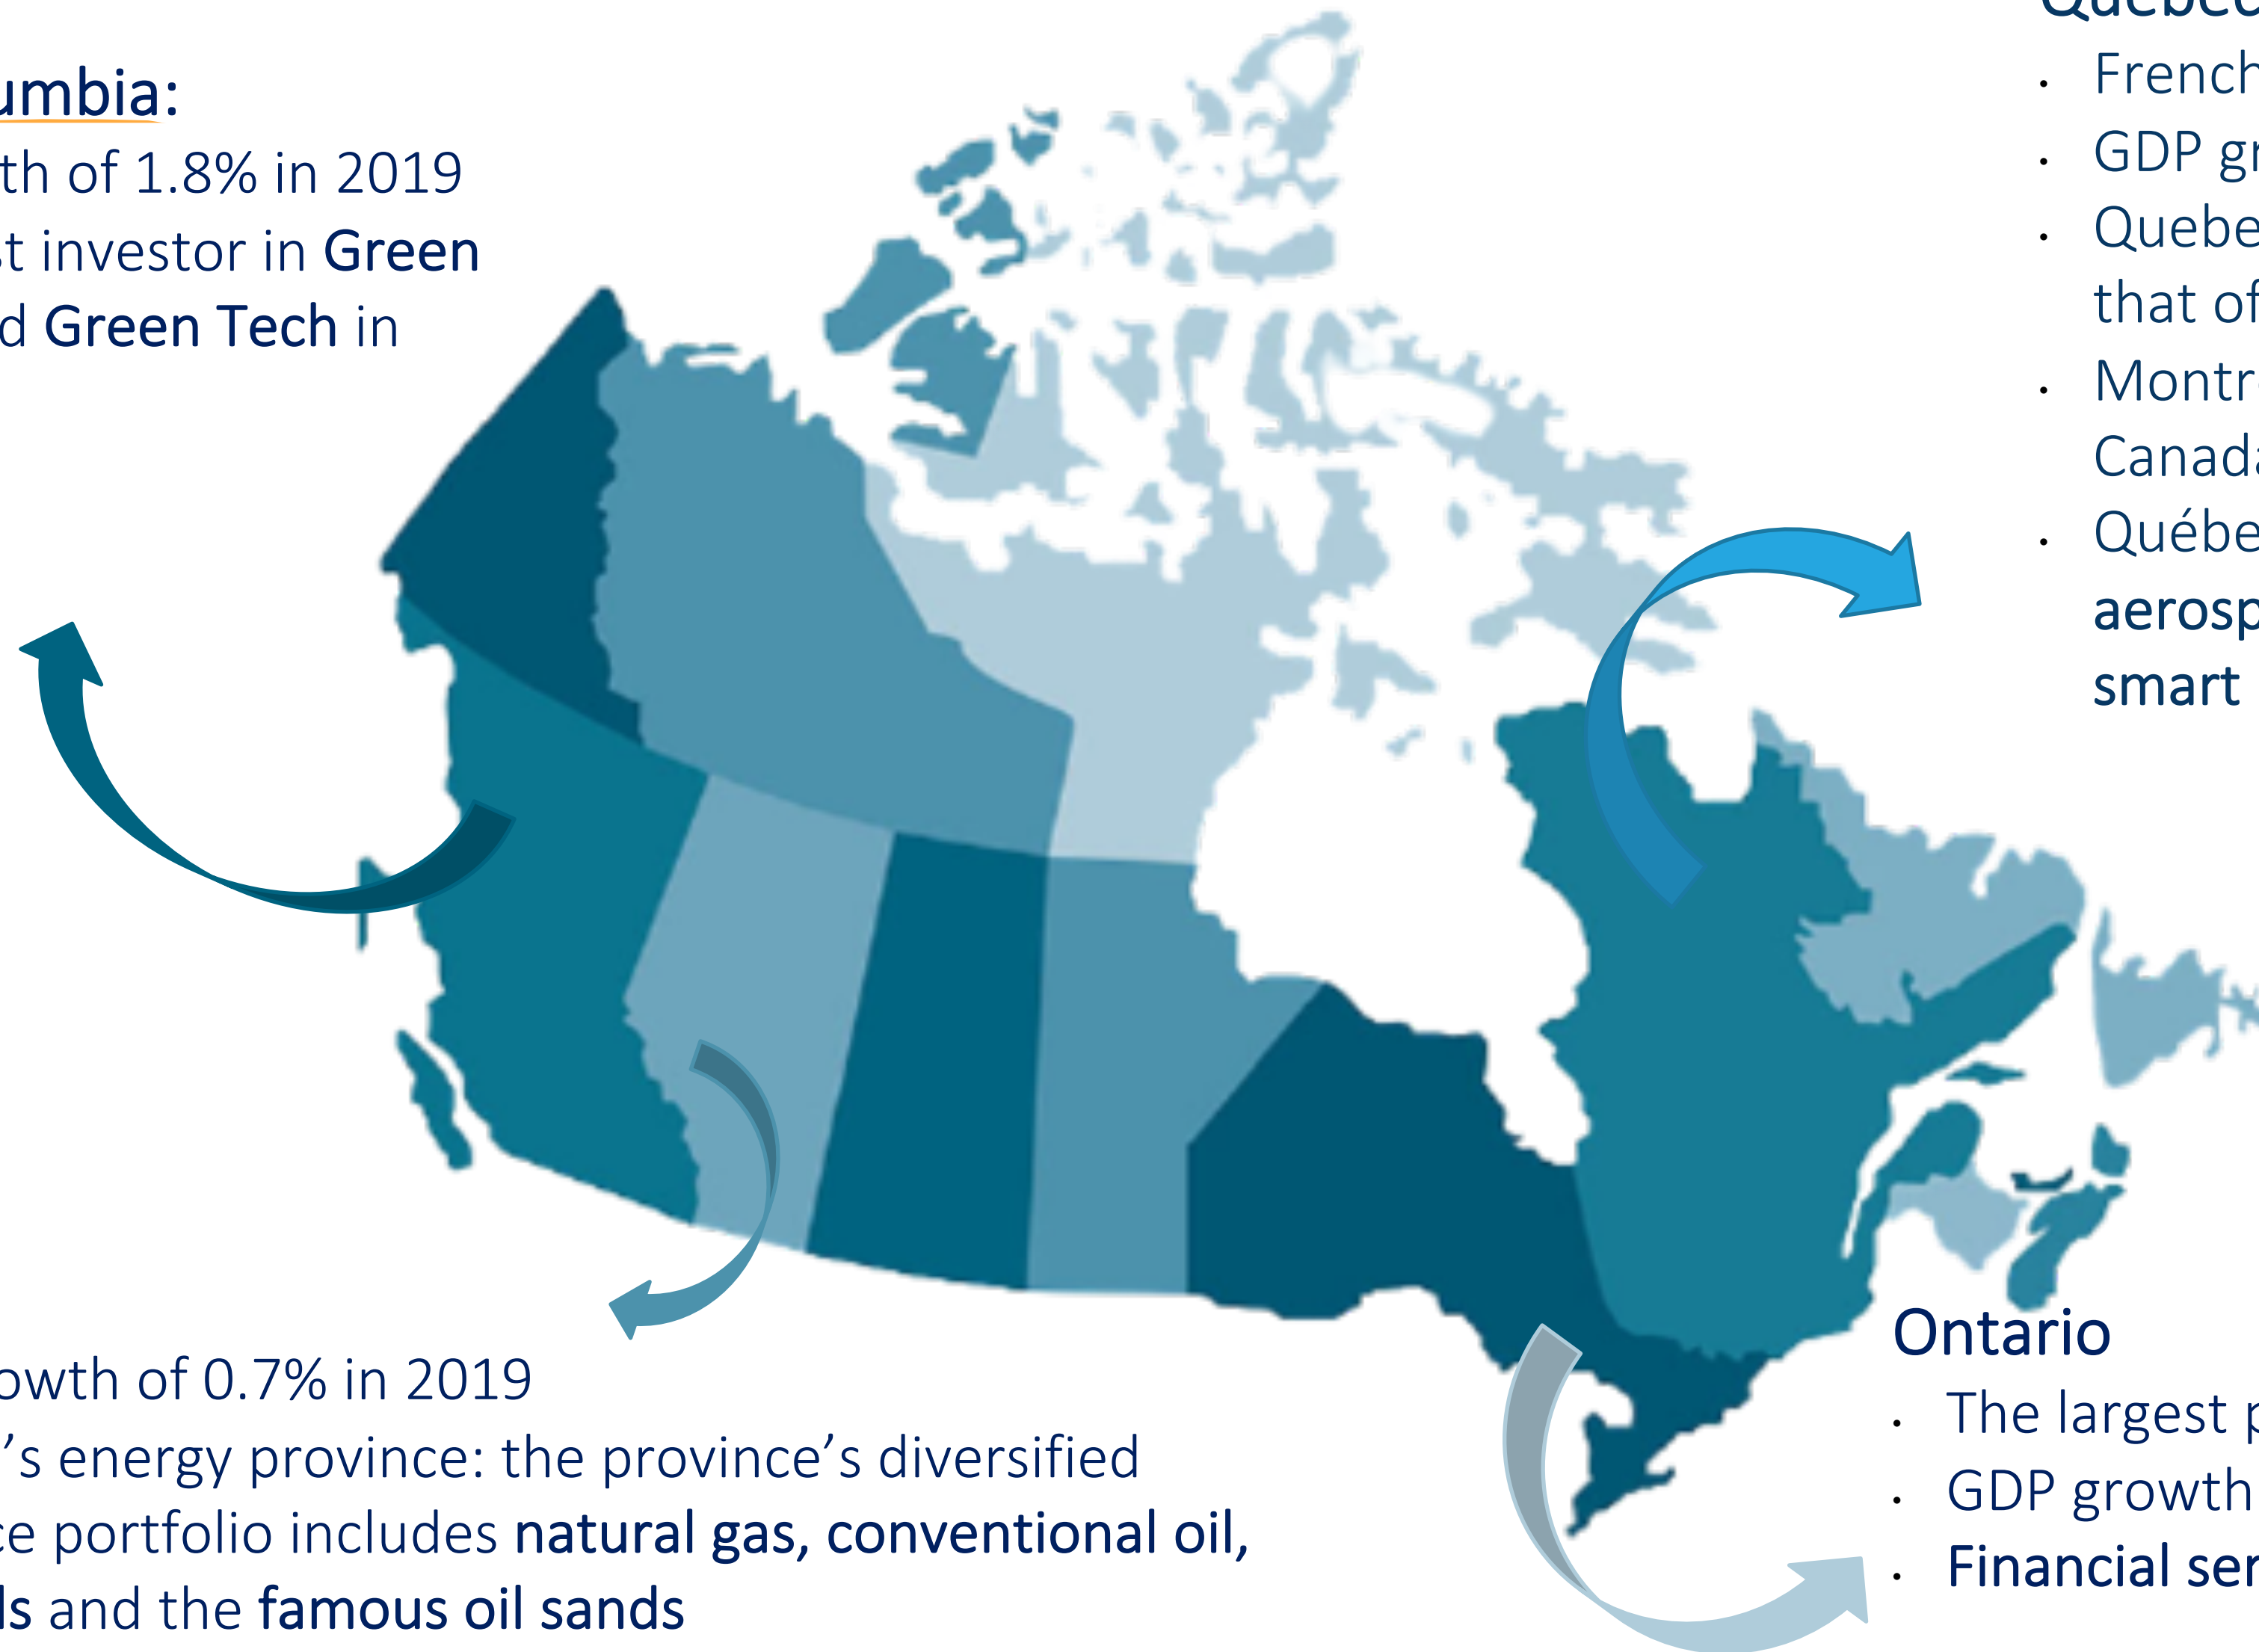 umbia:
th of 1.8% in 2019
t investor in Green
d Green Tech in
French
GDP gr
Quebe
that of
Montr
Canada
Québe
aerosp
smart
owth of 0.7% in 2019
's energy province: the province's diversified
ce portfolio includes natural gas, conventional oil,
ls and the famous oil sands
Ontario
The largest p
GDP growth
Financial ser